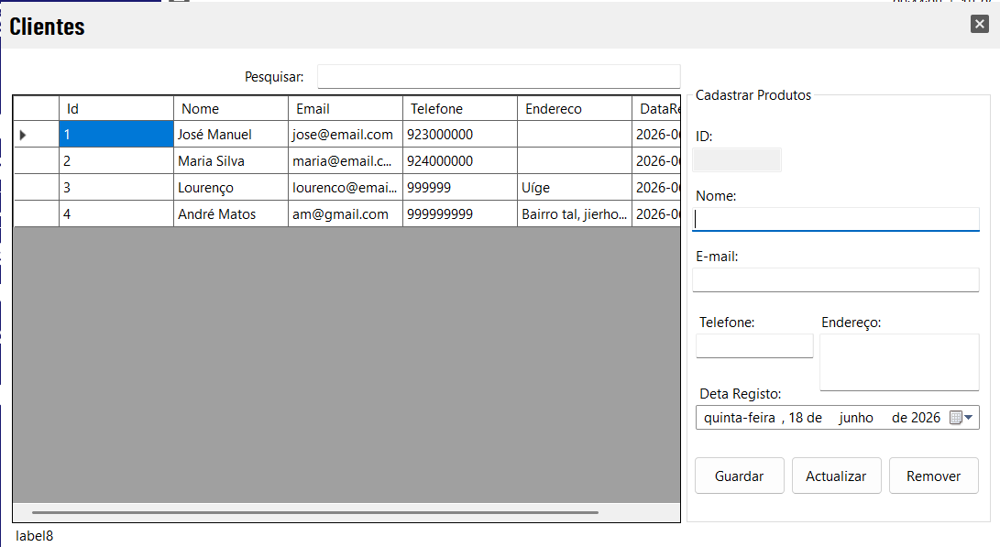 Clientes
Pesquisar:
Id Nome Email Telefone Endereco DataRe
1 José Manuel jose@email.com 923000000 2026-0
2 Maria Silva maria@email.c... 924000000 2026-0
3 Lourenço lourenco@emai... 999999 Uíge 2026-0
4 André Matos am@gmail.com 999999999 Bairro tal, jierho... 2026-0
label8
Cadastrar Produtos
ID:
Nome:
E-mail:
Telefone: Endereço:
Deta Registo:
quinta-feira , 18 de junho de 2026
Guardar Actualizar Remover